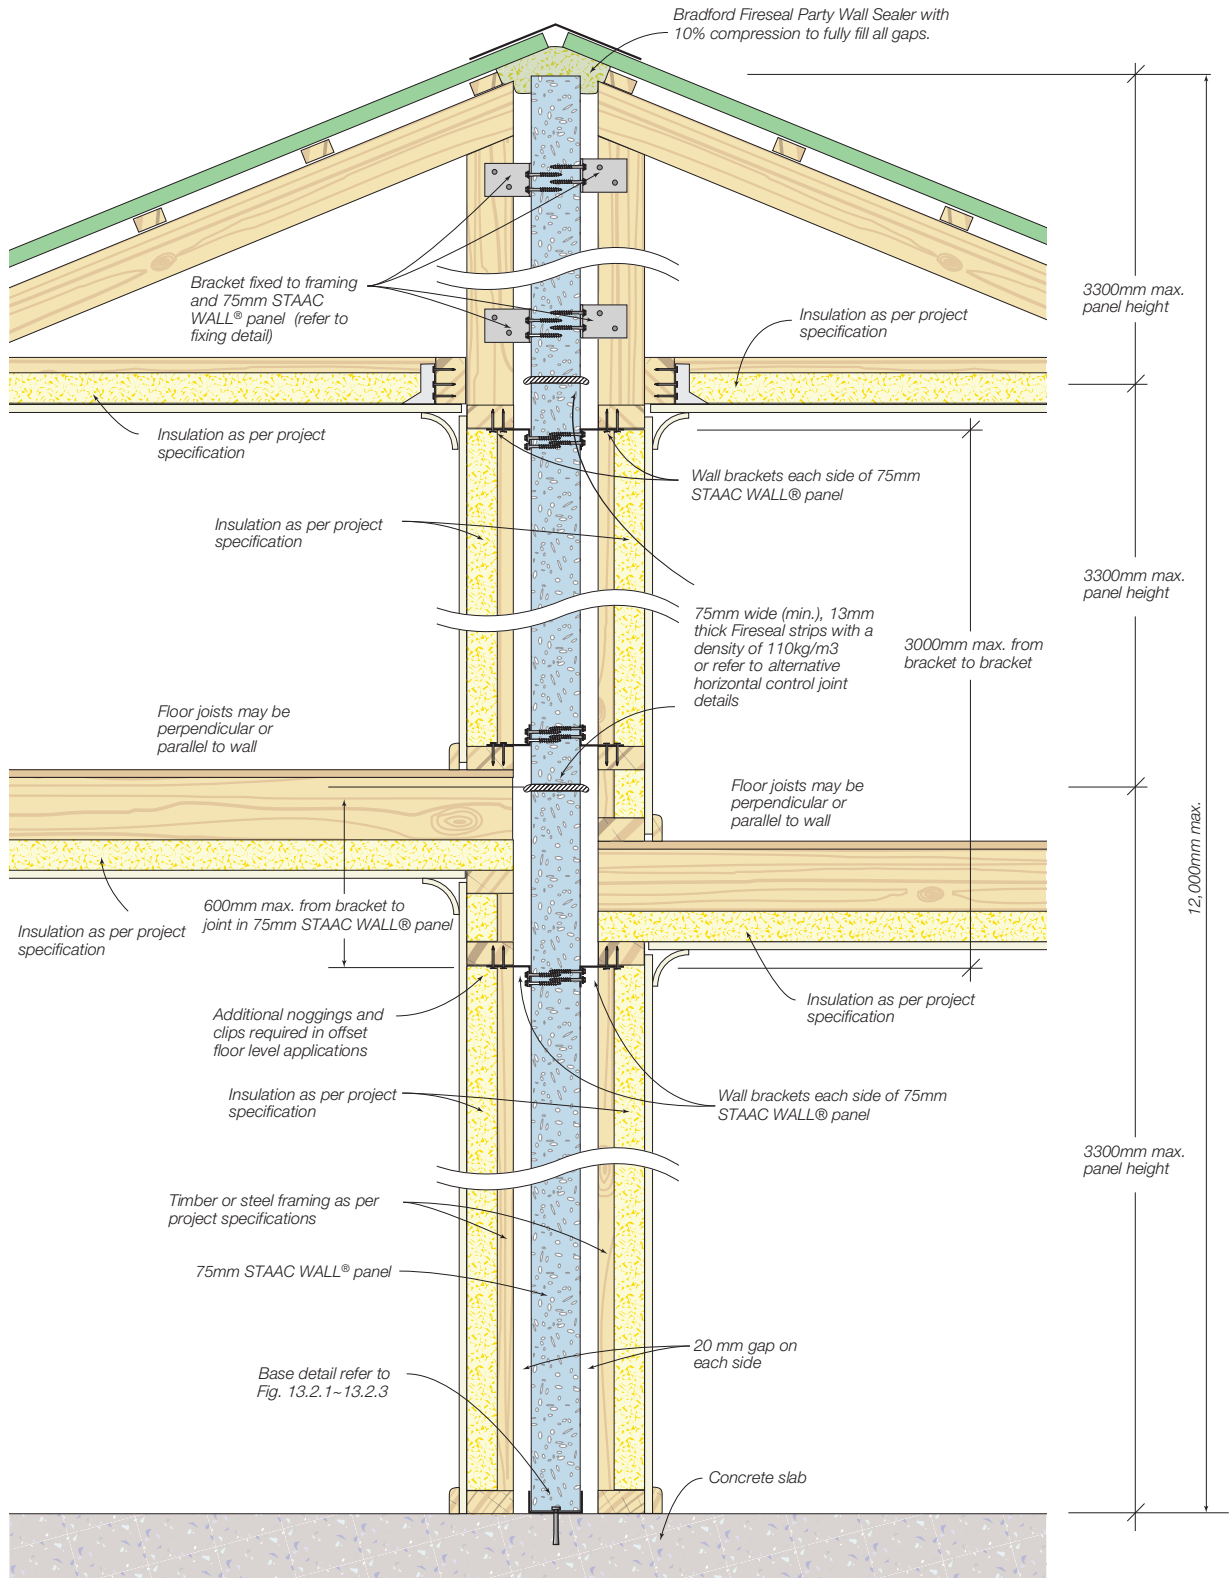 Bradford Fireseal Party Wall Sealer with
10% compression to fully fill all gaps.
Bracket fixed to framing
and 75mm STAAC
WALL® panel (refer to
fixing detail)
3300mm max.
panel height
Insulation as per project
specification
Insulation as per project
specification
Wall brackets each side of 75mm
STAAC WALL® panel
Insulation as per project
specification
3300mm max.
panel height
75mm wide (min.), 13mm
thick Fireseal strips with a
density of 110kg/m3
or refer to alternative
horizontal control joint
details
3000mm max. from
bracket to bracket
Floor joists may be
perpendicular or
parallel to wall
Floor joists may be
perpendicular or
parallel to wall
12,000mm max.
600mm max. from bracket to
joint in 75mm STAAC WALL® panel
Insulation as per project
specification
Insulation as per project
specification
Additional noggings and
clips required in offset
floor level applications
Insulation as per project
specification
Wall brackets each side of 75mm
STAAC WALL® panel
3300mm max.
panel height
Timber or steel framing as per
project specifications
75mm STAAC WALL® panel
20 mm gap on
each side
Base detail refer to
Fig. 13.2.1~13.2.3
Concrete slab